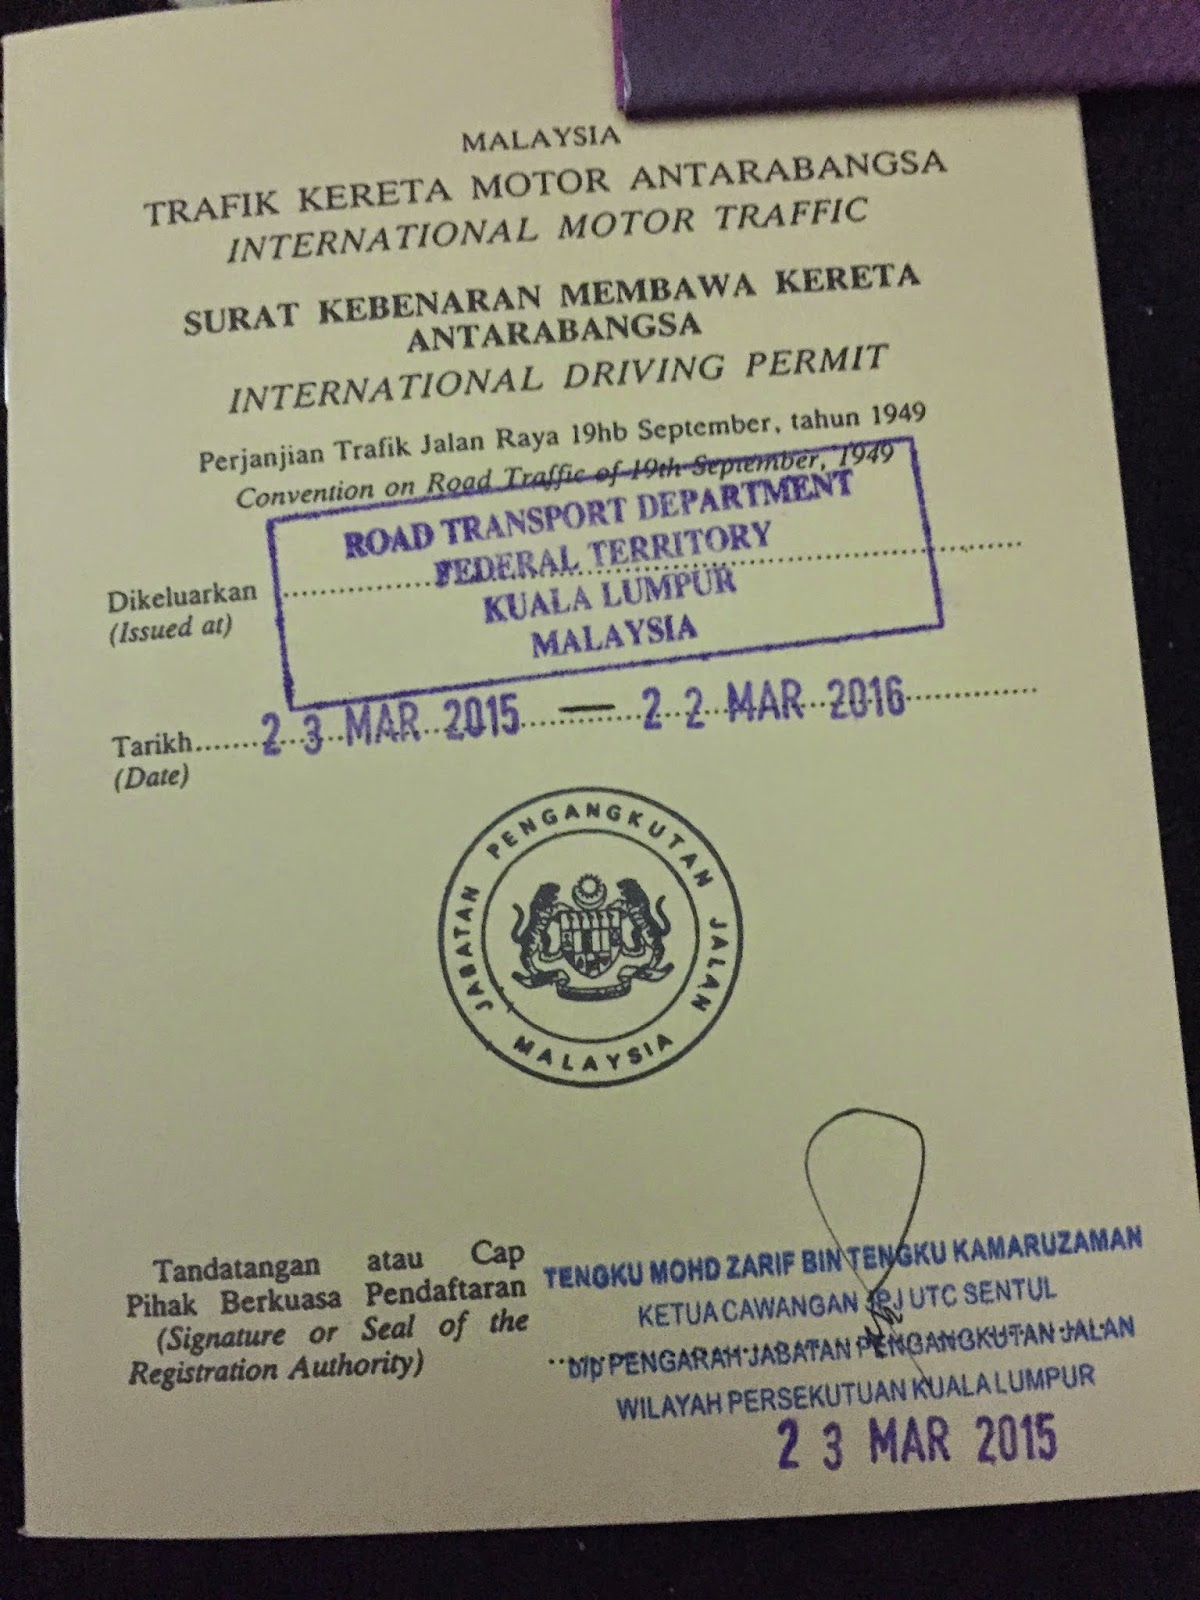 MALAYSIA
TRAFIK KERETA MOTOR ANTARABANGSA
INTERNATIONAL MOTOR TRAFFIC
SURAT KEBENARAN MEMBAWA KERETA
ANTARABANGSA
INTERNATIONAL DRIVING PERMIT
Perjanjian Trafik Jalan Raya 19hb September, tahun 1949
Convention on Road Traffic of 19th September, 1949
ROAD TRANSPORT DEPARTMENT
FEDERAL TERRITORY
KUALA LUMPUR
MALAYSIA
Dikeluarkan
(Issued at)
Tarikh 23 MAR 2015 — 22 MAR 2016
(Date)
JABATAN PENGANGKUTAN JALAN
MALAYSIA
Tandatangan atau Cap
Pihak Berkuasa Pendaftaran
(Signature or Seal of the
Registration Authority)
TENGKU MOHD ZARIF BIN TENGKU KAMARUZAMAN
KETUA CAWANGAN JPJ UTC SENTUL
b/p PENGARAH JABATAN PENGANGKUTAN JALAN
WILAYAH PERSEKUTUAN KUALA LUMPUR
23 MAR 2015